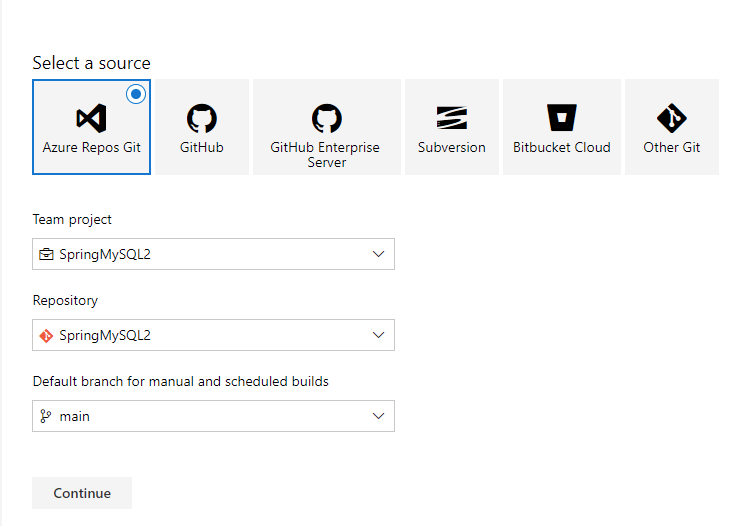 Select a source
Azure Repos Git
GitHub
GitHub Enterprise
Server
Subversion
Bitbucket Cloud
Other Git
Team project
SpringMySQL2
Repository
SpringMySQL2
Default branch for manual and scheduled builds
main
Continue